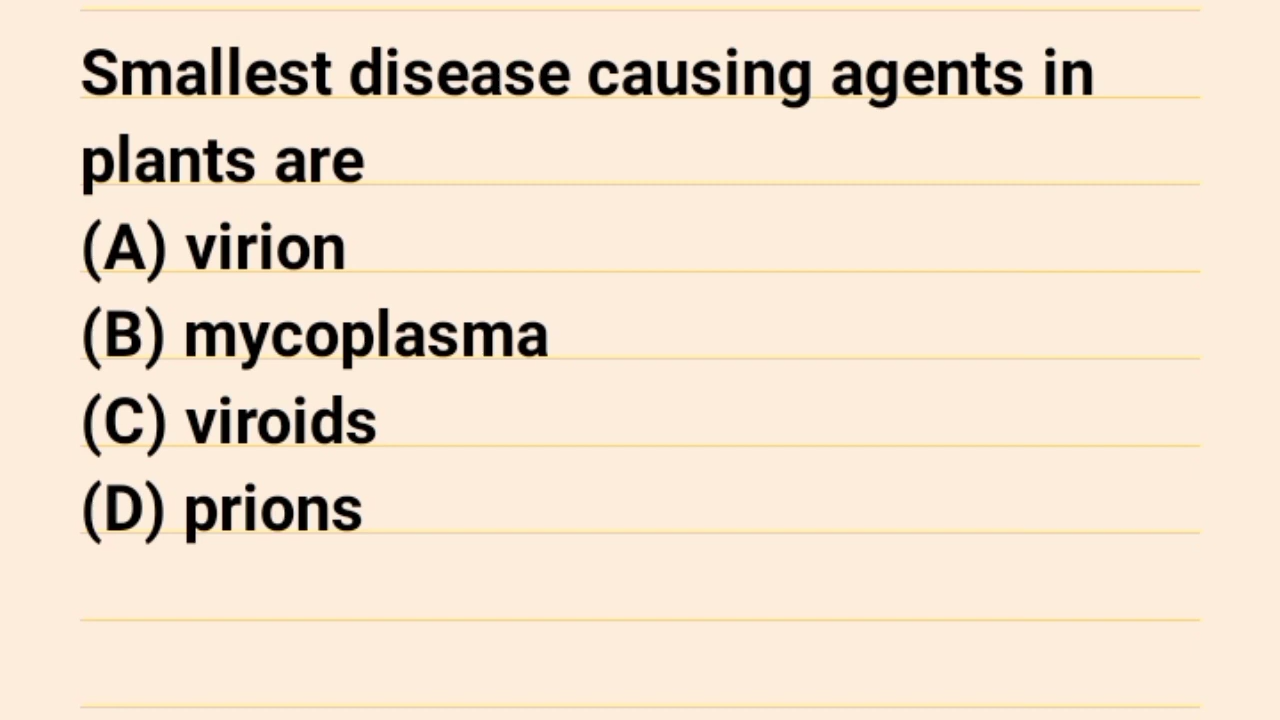 Smallest disease causing agents in
plants are
(A) virion
(B) mycoplasma
(C) viroids
(D) prions